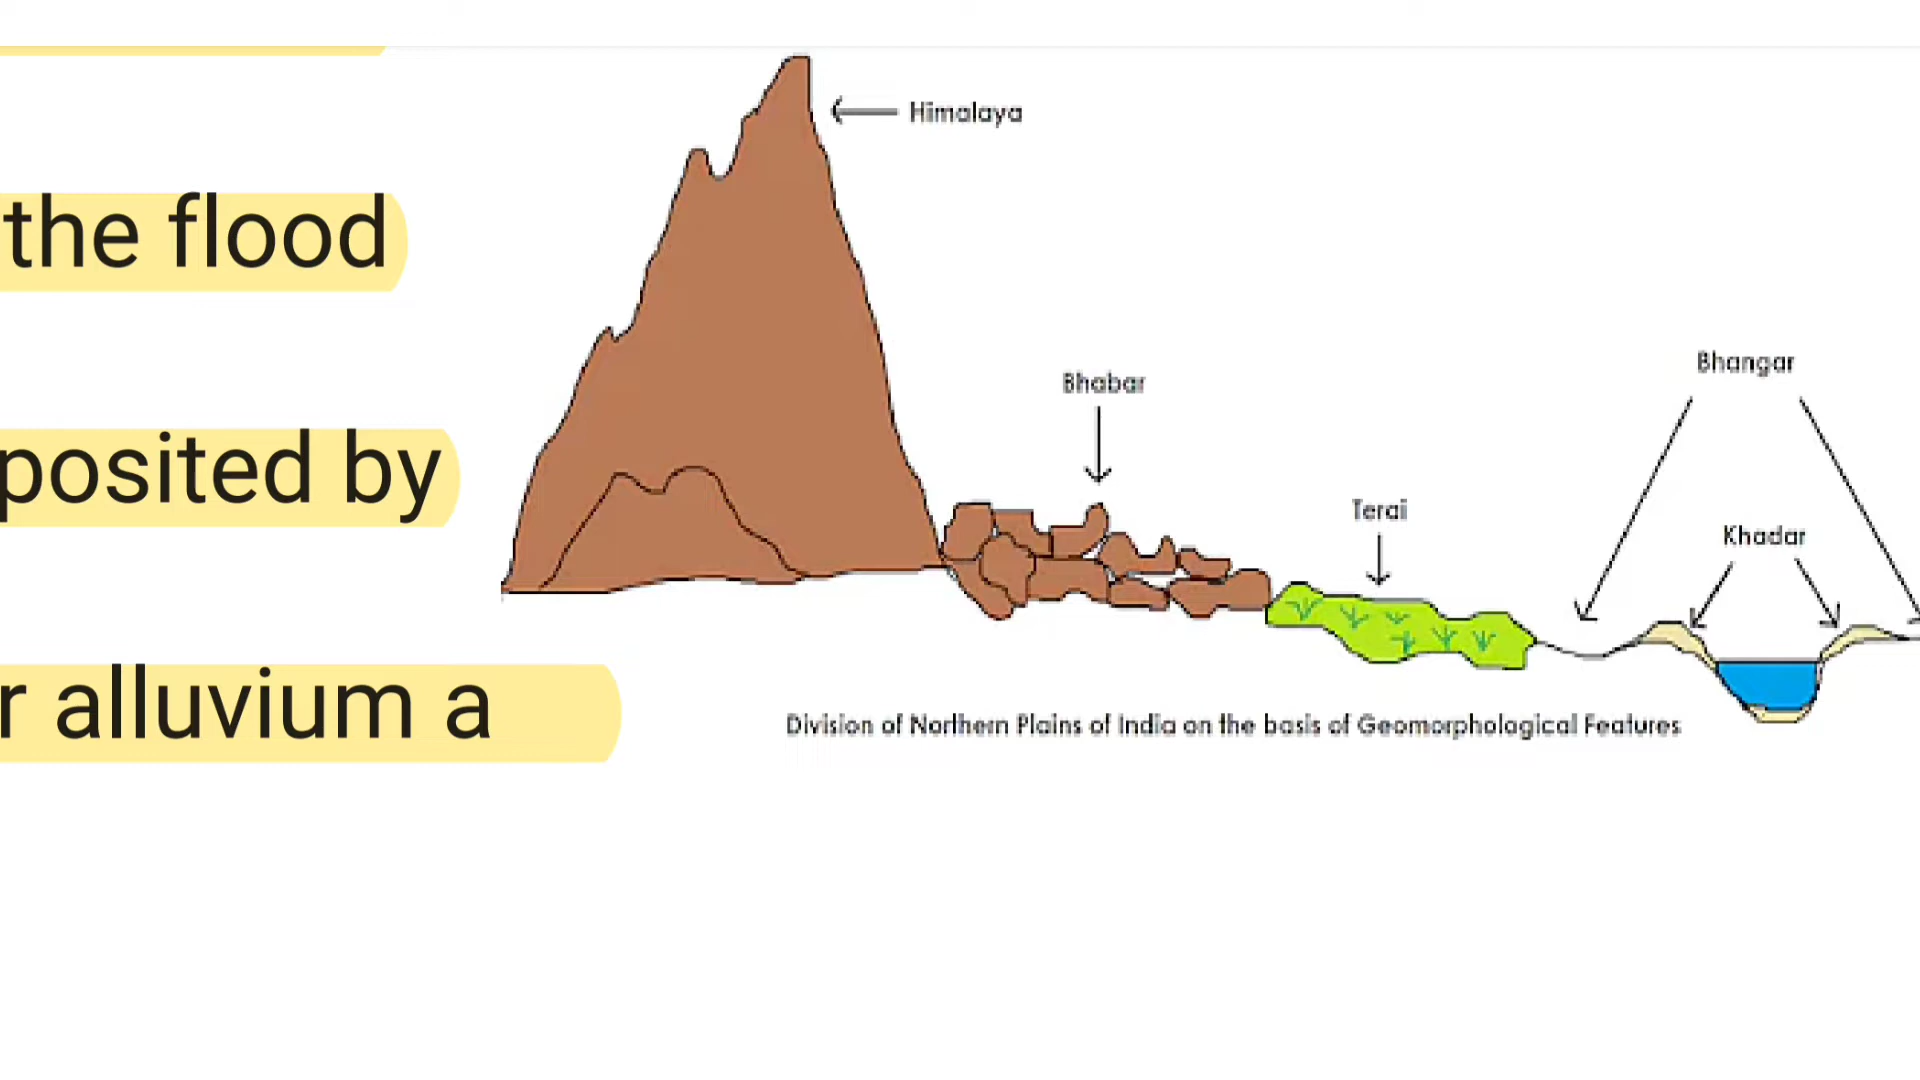 the flood
posited by
r alluvium a
Himalaya
Bhabar
Terai
Bhangar
Khadar
Division of Northern Plains of India on the basis of Geomorphological Features